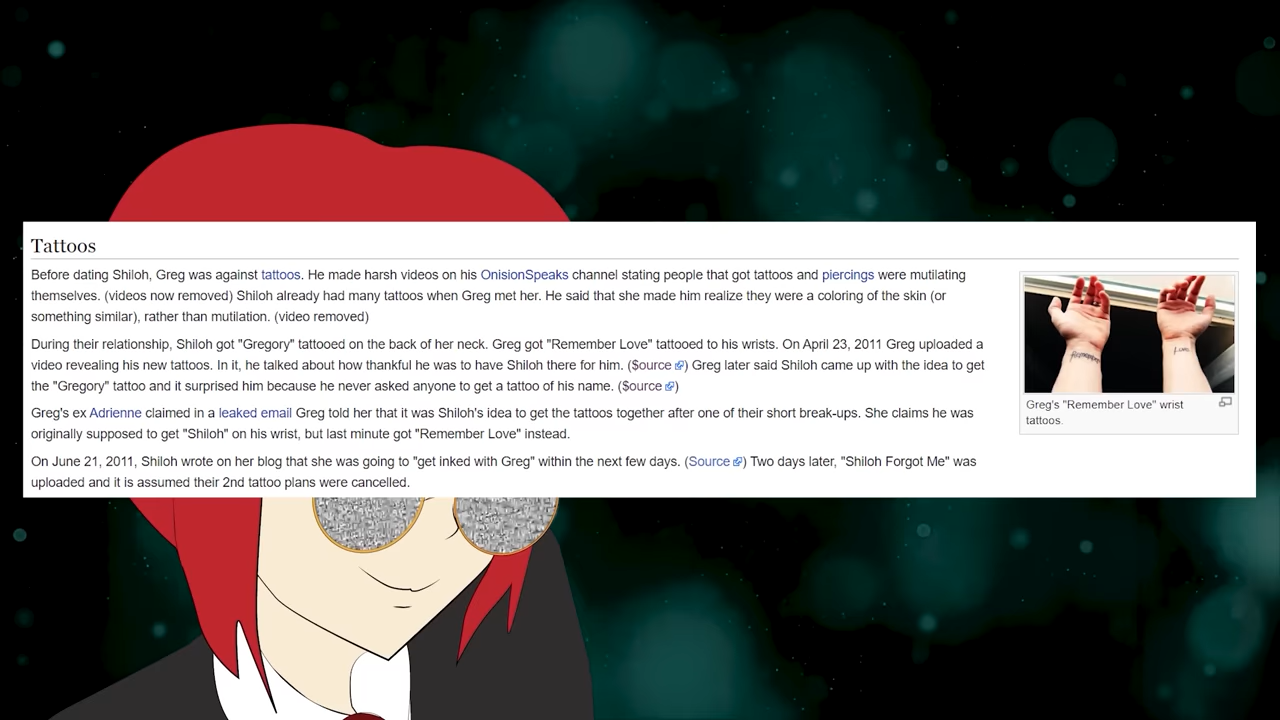 Tattoos
Before dating Shiloh, Greg was against tattoos. He made harsh videos on his OnisionSpeaks channel stating people that got tattoos and piercings were mutilating
themselves. (videos now removed) Shiloh already had many tatoos when Greg met her. He said that she made him realize they were a coloring of the skin (or
something similar), rather than mutilation. (video removed)
During their relationship, Shiloh got "Gregory" tattooed on the back of her neck. Greg got "Remember Love" tattooed to his wrists. On April 23, 2011 Greg uploaded a
video revealing his new tattoos. In it, he talked about how thankful he was to have Shiloh there for him. ($ource) Greg later said Shiloh came up with the idea to get
the "Gregory" tattoo and it surprised him because he never asked anyone to get a tattoo of his name. ($ource)
Greg's ex Adrienne claimed in a leaked email Greg told her that it was Shiloh's idea to get the tattoos together after one of their short break-ups. She claims he was
originally supposed to get "Shiloh" on his wrist, but last minute got "Remember Love" instead.
On June 21, 2011, Shiloh wrote on her blog that she was going to "get inked with Greg" within the next few days. (Source) Two days later, "Shiloh Forgot Me" was
uploaded and it is assumed their 2nd tattoo plans were cancelled.
Remember Love
Greg's "Remember Love" wrist
tattoos.